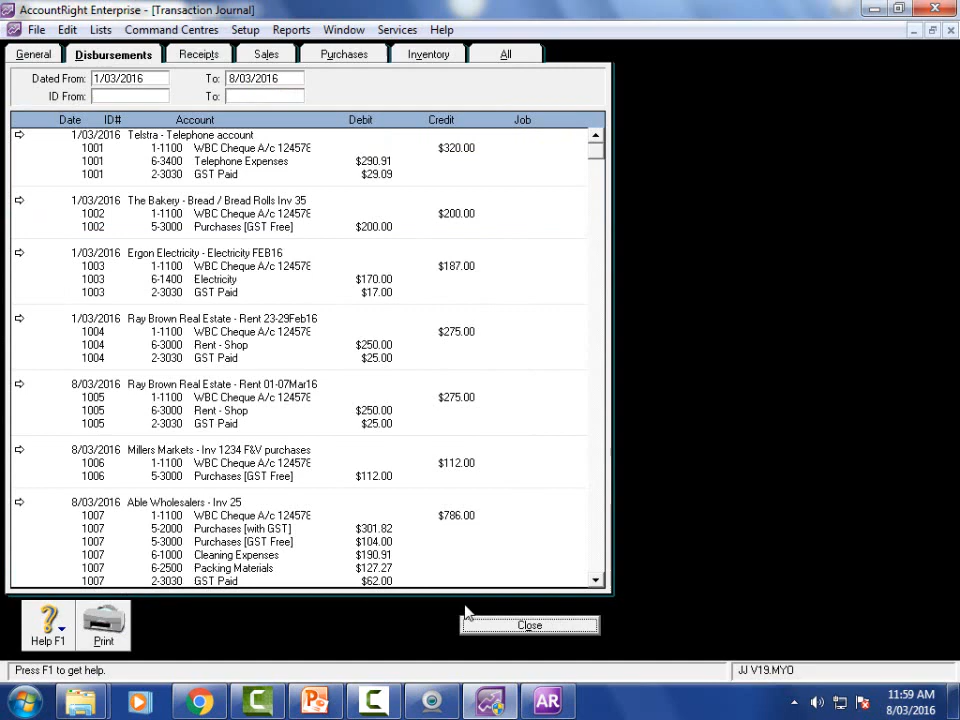 AccountRight Enterprise - [Transaction Journal]
File Edit Lists Command Centres Setup Reports Window Services Help
General Disbursements Receipts Sales Purchases Inventory All
Dated From: 1/03/2016 To: 8/03/2016
ID From: To:
Date ID# Account Debit Credit Job
1/03/2016 Telstra - Telephone account
1001 1-1100 WBC Cheque A/c 124578 $320.00
1001 6-3400 Telephone Expenses $290.91
1001 2-3030 GST Paid $29.09
1/03/2016 The Bakery - Bread / Bread Rolls Inv 35
1002 1-1100 WBC Cheque A/c 124578 $200.00
1002 5-3000 Purchases [GST Free] $200.00
1/03/2016 Ergon Electricity - Electricity FEB16
1003 1-1100 WBC Cheque A/c 124578 $187.00
1003 6-1400 Electricity $170.00
1003 2-3030 GST Paid $17.00
1/03/2016 Ray Brown Real Estate - Rent 23-29Feb16
1004 1-1100 WBC Cheque A/c 124578 $275.00
1004 6-3000 Rent - Shop $250.00
1004 2-3030 GST Paid $25.00
8/03/2016 Ray Brown Real Estate - Rent 01-07Mar16
1005 1-1100 WBC Cheque A/c 124578 $275.00
1005 6-3000 Rent - Shop $250.00
1005 2-3030 GST Paid $25.00
8/03/2016 Millers Markets - Inv 1234 F&V purchases
1006 1-1100 WBC Cheque A/c 124578 $112.00
1006 5-3000 Purchases [GST Free] $112.00
8/03/2016 Able Wholesalers - Inv 25
1007 1-1100 WBC Cheque A/c 124578 $786.00
1007 5-2000 Purchases [with GST] $301.82
1007 5-3000 Purchases [GST Free] $104.00
1007 6-1000 Cleaning Expenses $190.91
1007 6-2500 Packing Materials $127.27
1007 2-3030 GST Paid $62.00
Help F1 Print Close
Press F1 to get help. JJ V19.MYO
AR
11:59 AM
8/03/2016